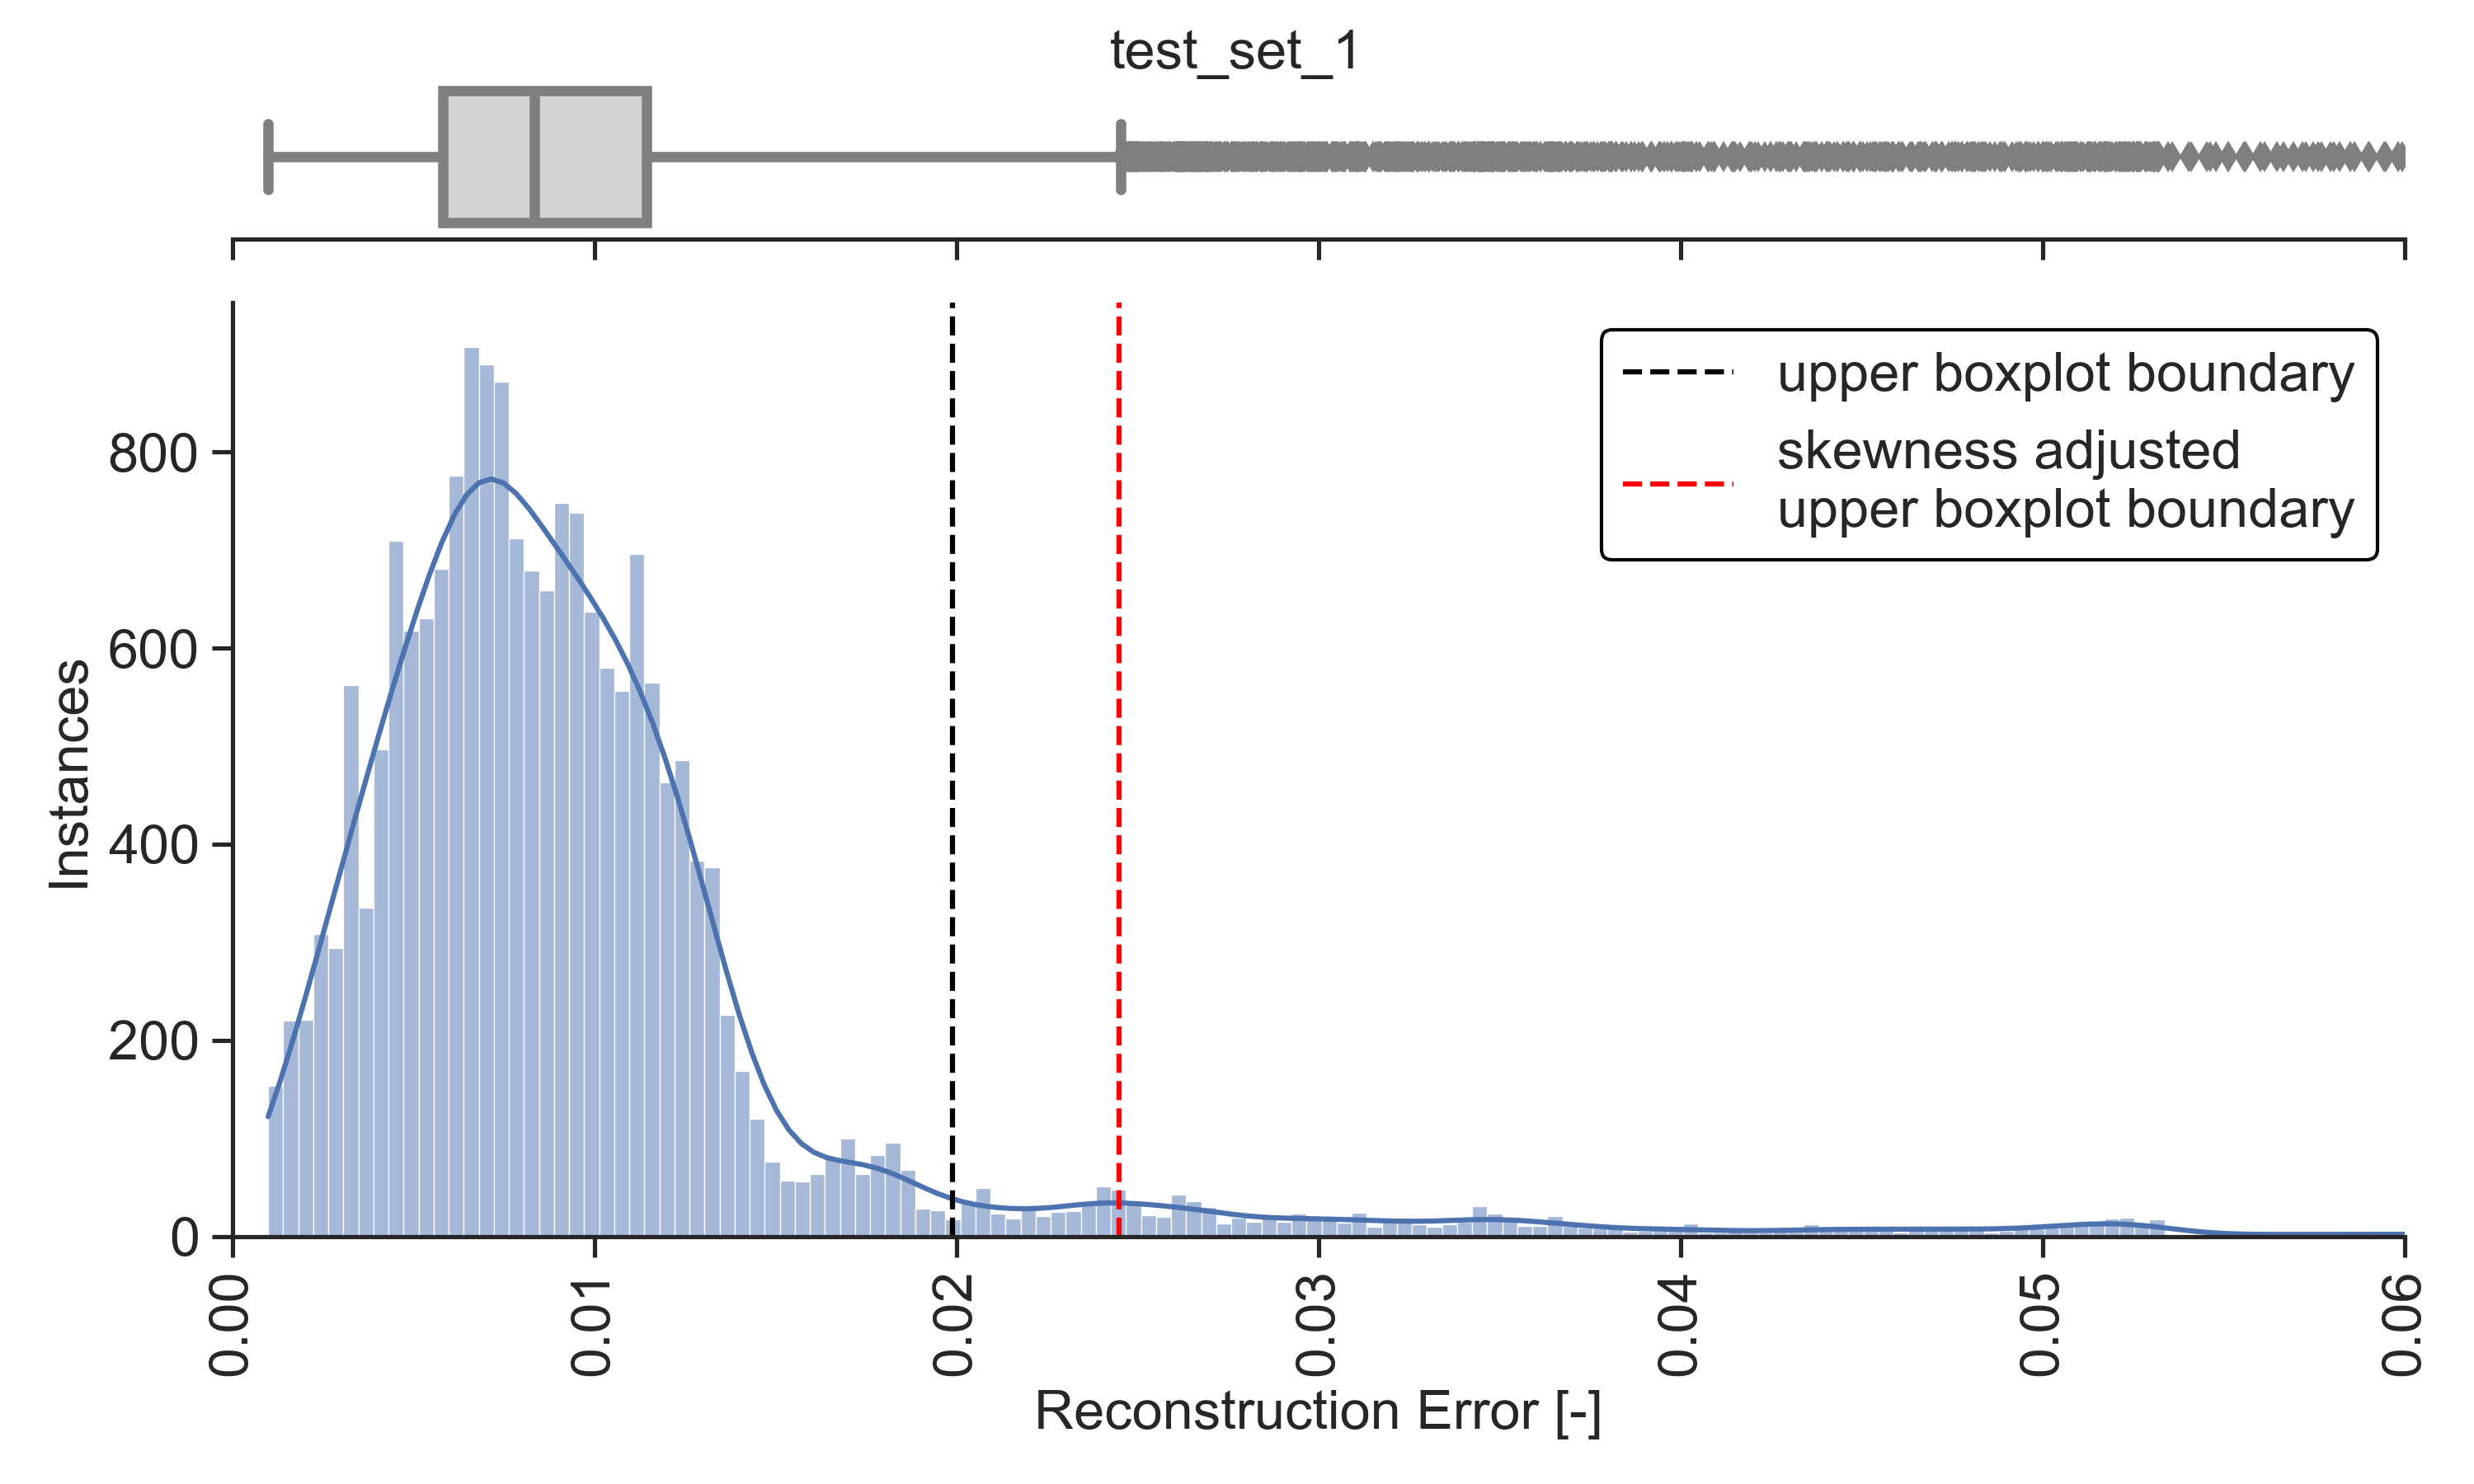 test_set_1
upper boxplot boundary
skewness adjusted
upper boxplot boundary
800
600
400
200
0
Instances
0.00
0.01
0.02
0.03
0.04
0.05
0.06
Reconstruction Error [-]